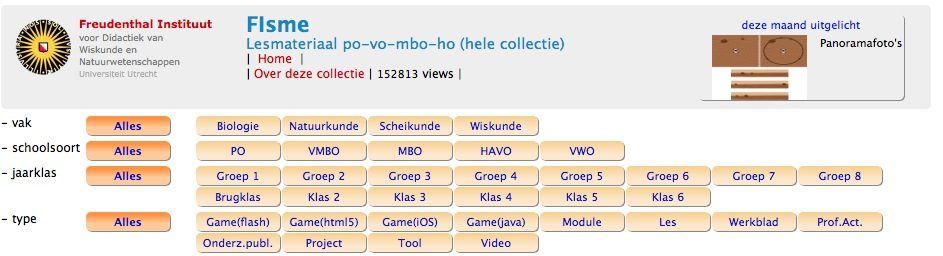 Freudenthal Instituut
voor Didactiek van
Wiskunde en
Natuurwetenschappen
Universiteit Utrecht
FIsme
Lesmateriaal po-vo-mbo-ho (hele collectie)
| Home |
| Over deze collectie | 152813 views |
deze maand uitgelicht
Panoramafoto's
- vak Alles Biologie Natuurkunde Scheikunde Wiskunde
- schoolsoort Alles PO VMBO MBO HAVO VWO
- jaarklas Alles Groep 1 Groep 2 Groep 3 Groep 4 Groep 5 Groep 6 Groep 7 Groep 8
Brugklas Klas 2 Klas 3 Klas 4 Klas 5 Klas 6
- type Alles Game(flash) Game(html5) Game(iOS) Game(java) Module Les Werkblad Prof.Act.
Onderz.publ. Project Tool Video